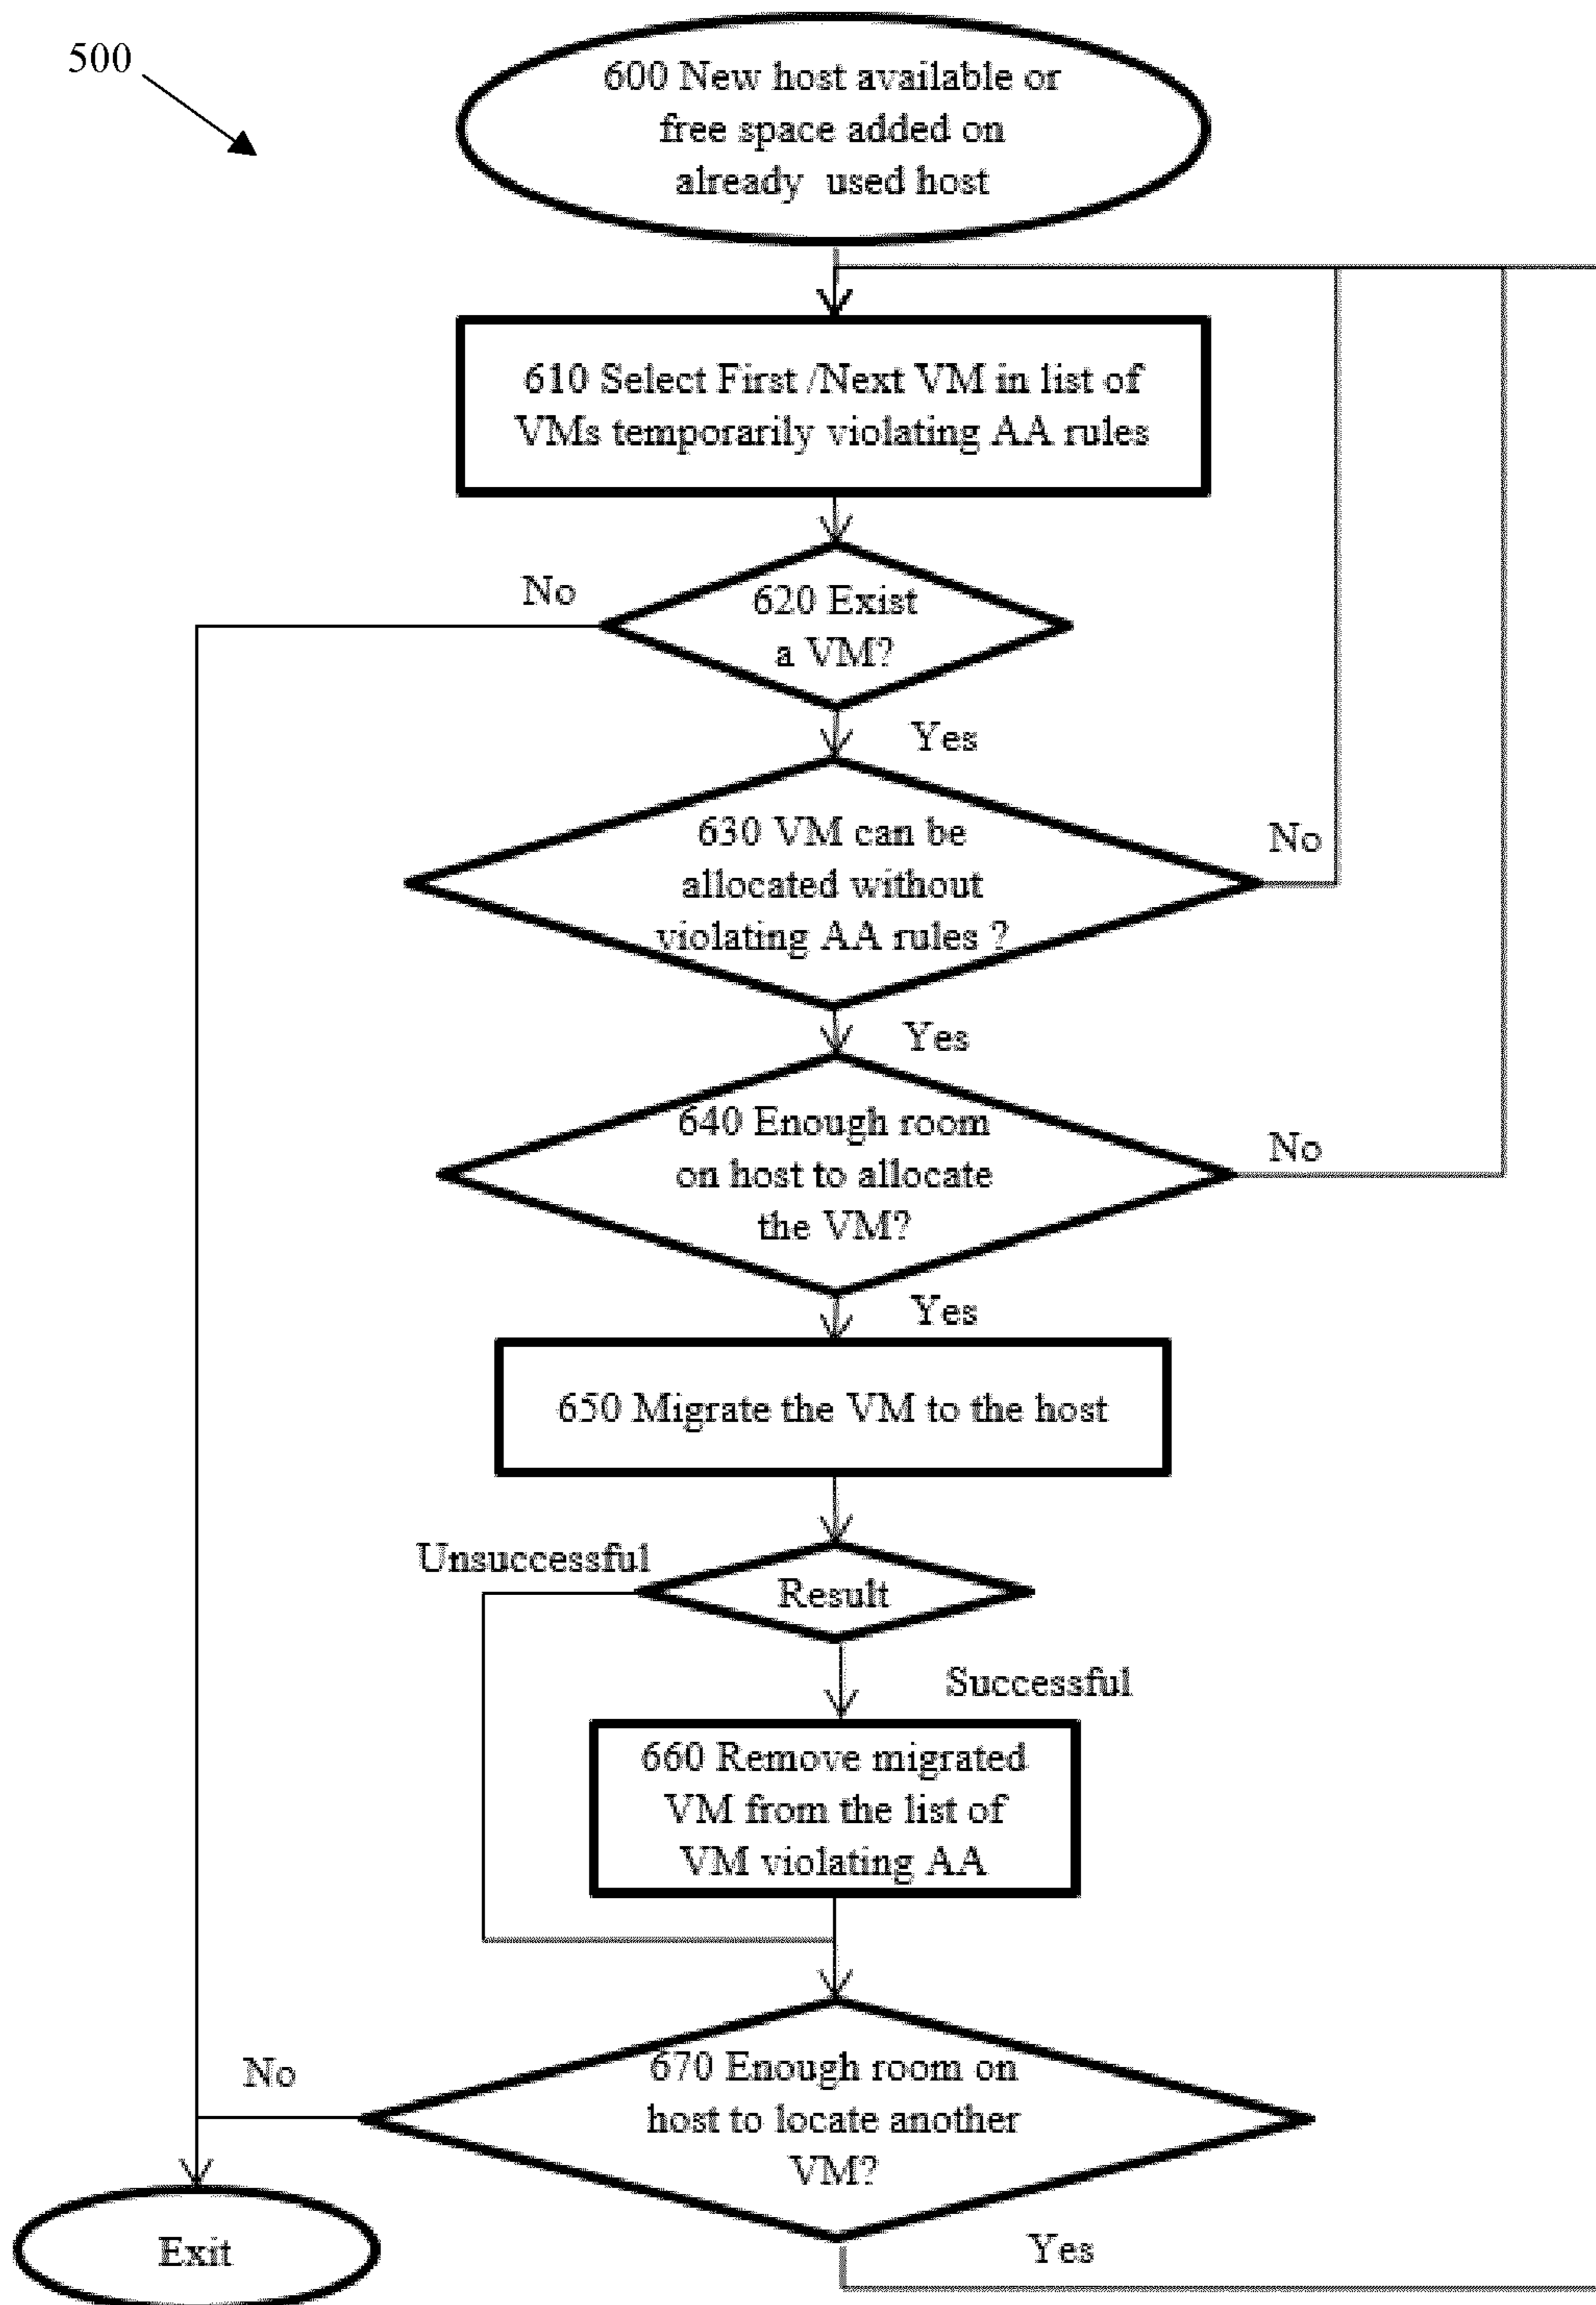 500
600 New host available or
free space added on
already used host
610 Select First /Next VM in list of
VMs temporarily violating AA rules
No
620 Exist
a VM?
Yes
630 VM can be
allocated without
violating AA rules ?
No
Yes
640 Enough room
on host to allocate
the VM?
No
Yes
650 Migrate the VM to the host
Unsuccessful
Result
Successful
660 Remove migrated
VM from the list of
VM violating AA
No
670 Enough room on
host to locate another
VM?
Exit
Yes